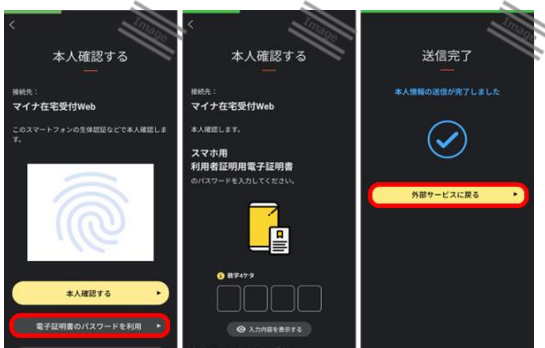 Image
本人確認する
接続先：
マイナ在宅受付Web
このスマートフォンの生体認証などで本人確認しま
す。
本人確認する
電子証明書のパスワードを利用
Image
本人確認する
接続先：
マイナ在宅受付Web
本人確認します。
スマホ用
利用者証明用電子証明書
のパスワードを入力してください。
数字4ケタ
入力内容を表示する
Image
送信完了
本人情報の送信が完了しました
外部サービスに戻る